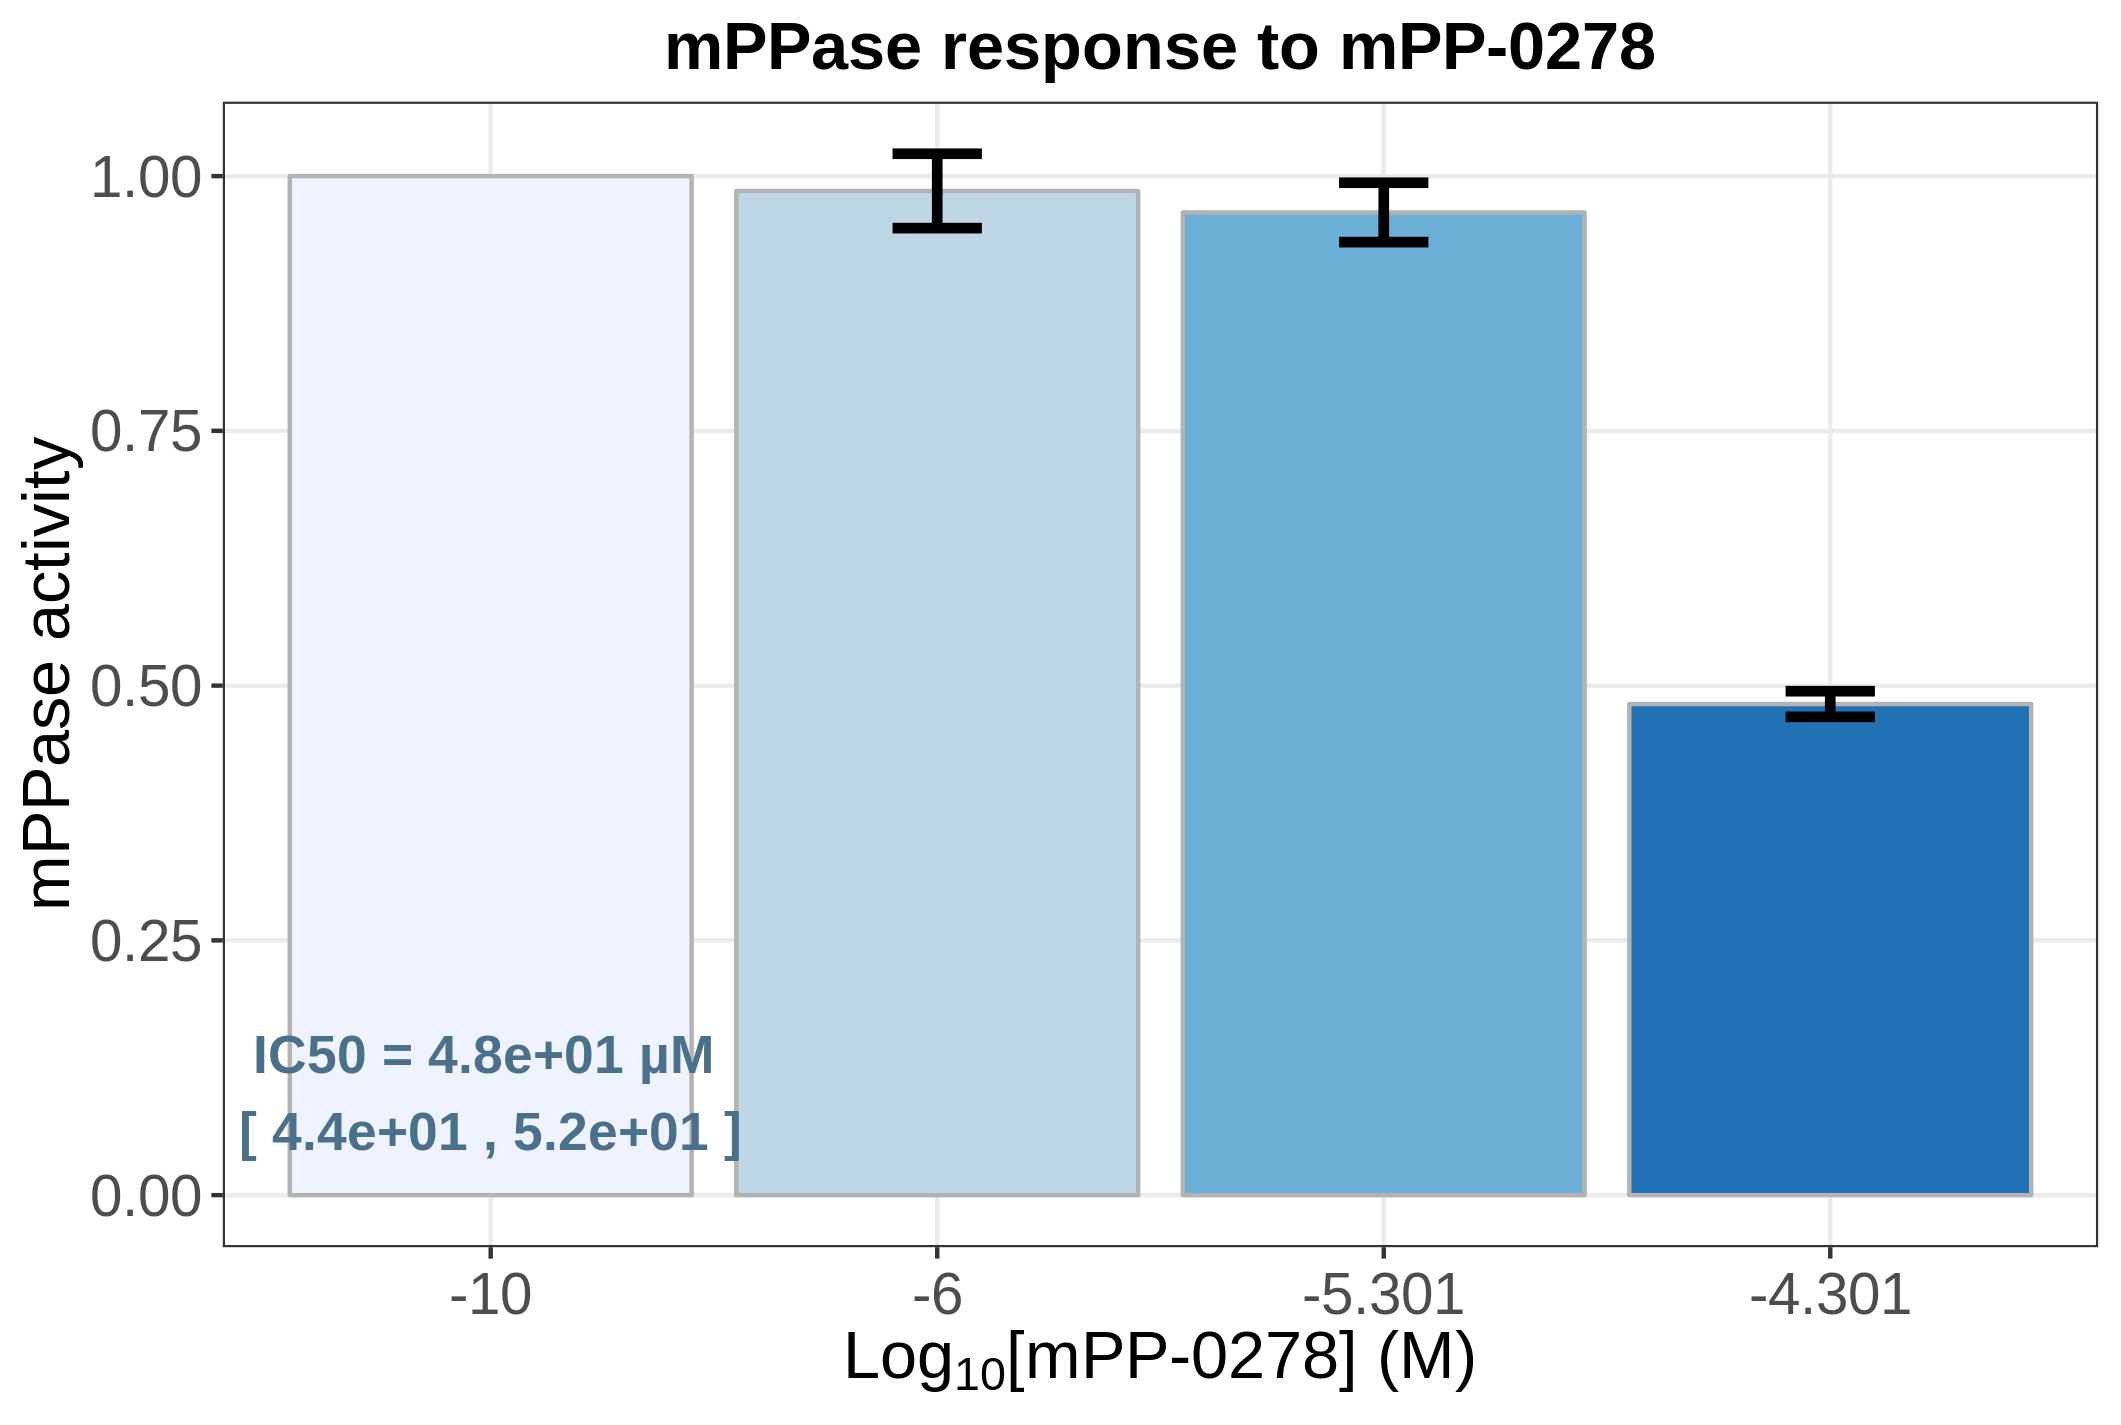 mPPase response to mPP-0278
mPPase activity
1.00
0.75
0.50
0.25
0.00
IC50 = 4.8e+01 µM
[ 4.4e+01 , 5.2e+01 ]
-10
-6
-5.301
-4.301
Log₁₀[mPP-0278] (M)